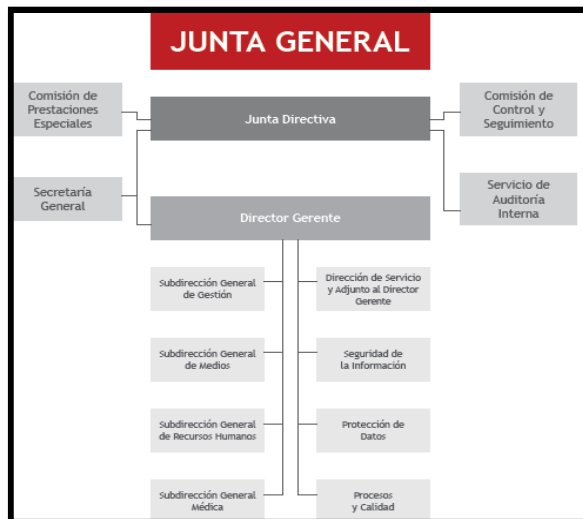 JUNTA GENERAL
Comisión de
Prestaciones
Especiales
Junta Directiva
Comisión de
Control y
Seguimiento
Secretaría
General
Director Gerente
Servicio de
Auditoría
Interna
Subdirección General
de Gestión
Dirección de Servicio
y Adjunto al Director
Gerente
Subdirección General
de Medios
Seguridad de
la Información
Subdirección General
de Recursos Humanos
Protección de
Datos
Subdirección General
Médica
Procesos
y Calidad